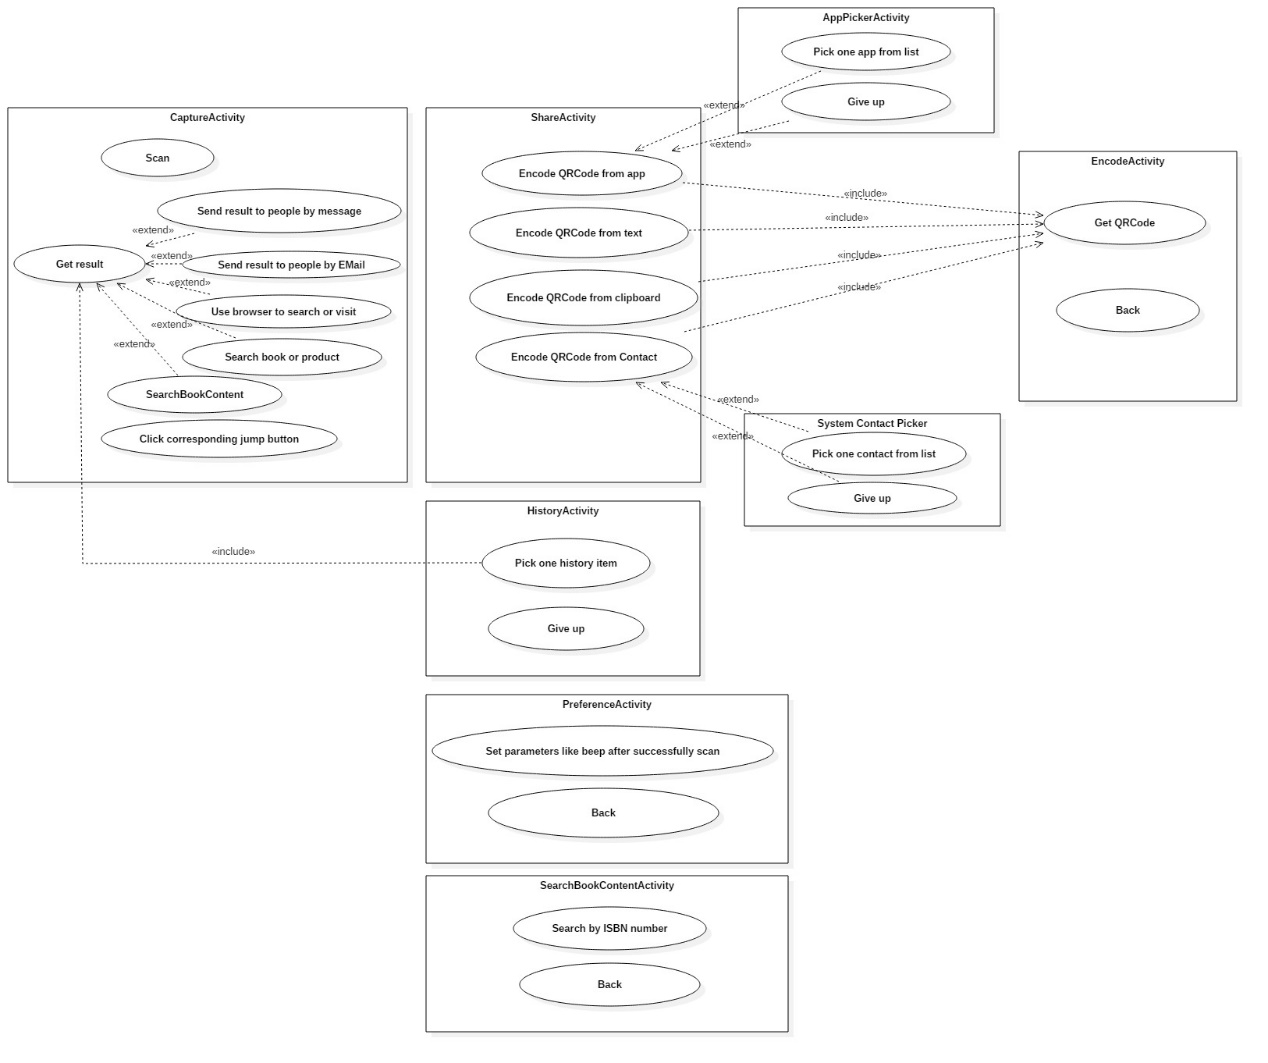 AppPickerActivity
Pick one app from list
Give up
«extend»
«extend»
CaptureActivity
Scan
Send result to people by message
«extend»
Get result
«extend»
Send result to people by EMail
«extend»
Use browser to search or visit
«extend»
Search book or product
«extend»
SearchBookContent
Click corresponding jump button
ShareActivity
Encode QRCode from app
Encode QRCode from text
Encode QRCode from clipboard
Encode QRCode from Contact
«include»
«include»
«include»
«include»
EncodeActivity
Get QRCode
Back
«extend»
«extend»
System Contact Picker
Pick one contact from list
Give up
HistoryActivity
«include»
Pick one history item
Give up
PreferenceActivity
Set parameters like beep after successfully scan
Back
SearchBookContentActivity
Search by ISBN number
Back